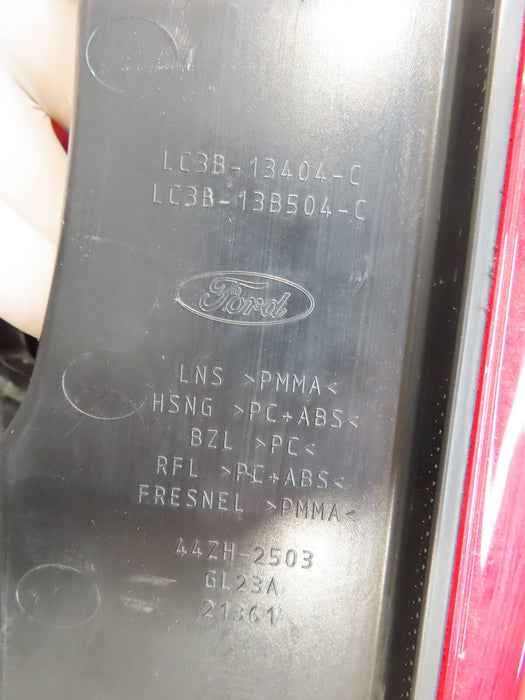 LC3B-13404-C
LC3B-13B504-C
Ford
LNS >PMMA<
HSNG >PC+ABS<
BZL >PC<
RFL >PC+ABS<
FRESNEL >PMMA<
44ZH-2503
GL23A
21361